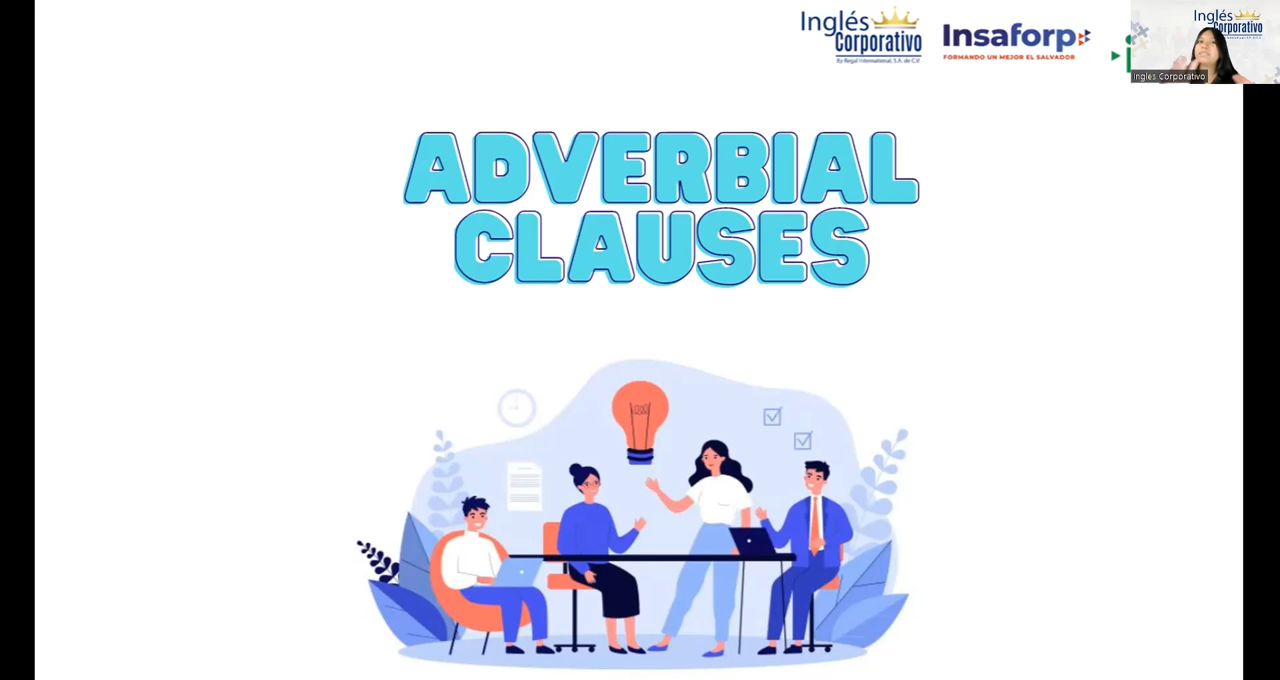 Inglés
Corporativo
By Regal International, S.A. de C.V.
Insaforp
FORMANDO UN MEJOR EL SALVADOR
Inglés
Corporativo
Ingles Corporativo
ADVERBIAL
CLAUSES